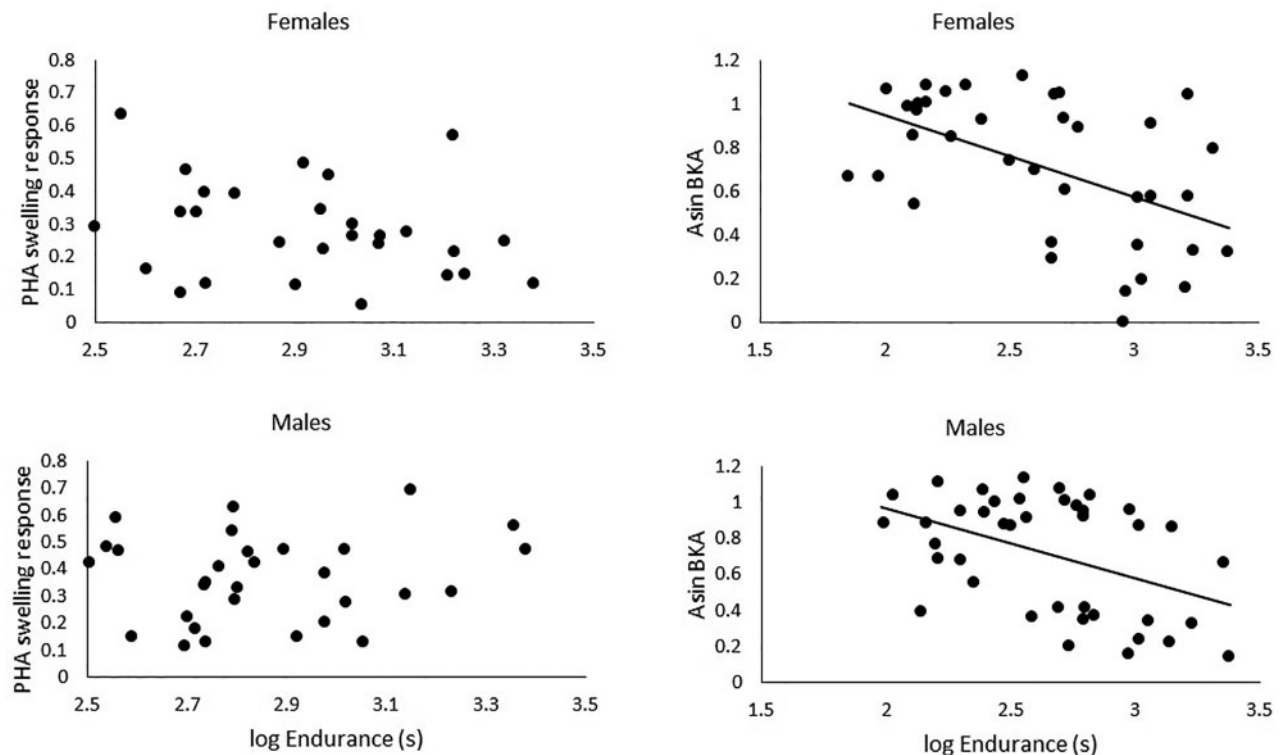 Females
PHA swelling response
0.8
0.7
0.6
0.5
0.4
0.3
0.2
0.1
0
2.5 2.7 2.9 3.1 3.3 3.5
Females
Asin BKA
1.2
1
0.8
0.6
0.4
0.2
0
1.5 2 2.5 3 3.5
Males
PHA swelling response
0.8
0.7
0.6
0.5
0.4
0.3
0.2
0.1
0
2.5 2.7 2.9 3.1 3.3 3.5
log Endurance (s)
Males
Asin BKA
1.2
1
0.8
0.6
0.4
0.2
0
1.5 2 2.5 3 3.5
log Endurance (s)